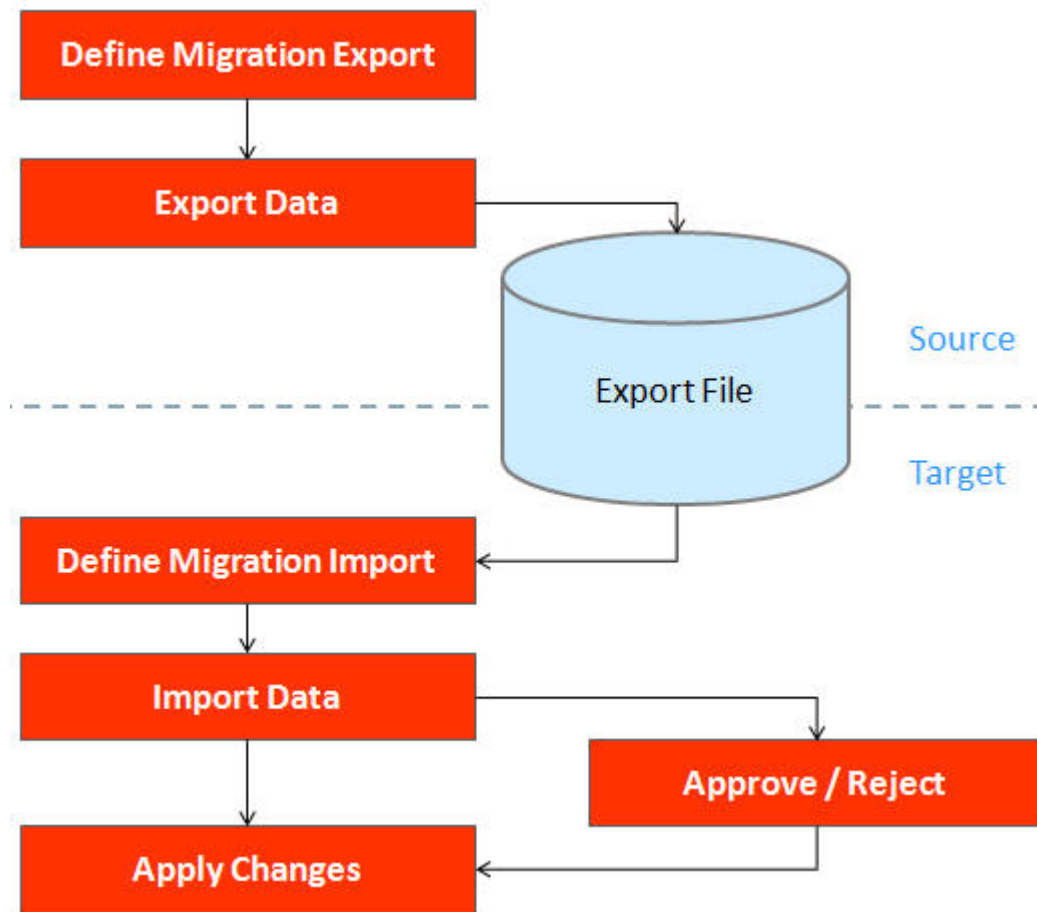 Define Migration Export
Export Data
Source
Export File
Target
Define Migration Import
Import Data
Approve / Reject
Apply Changes